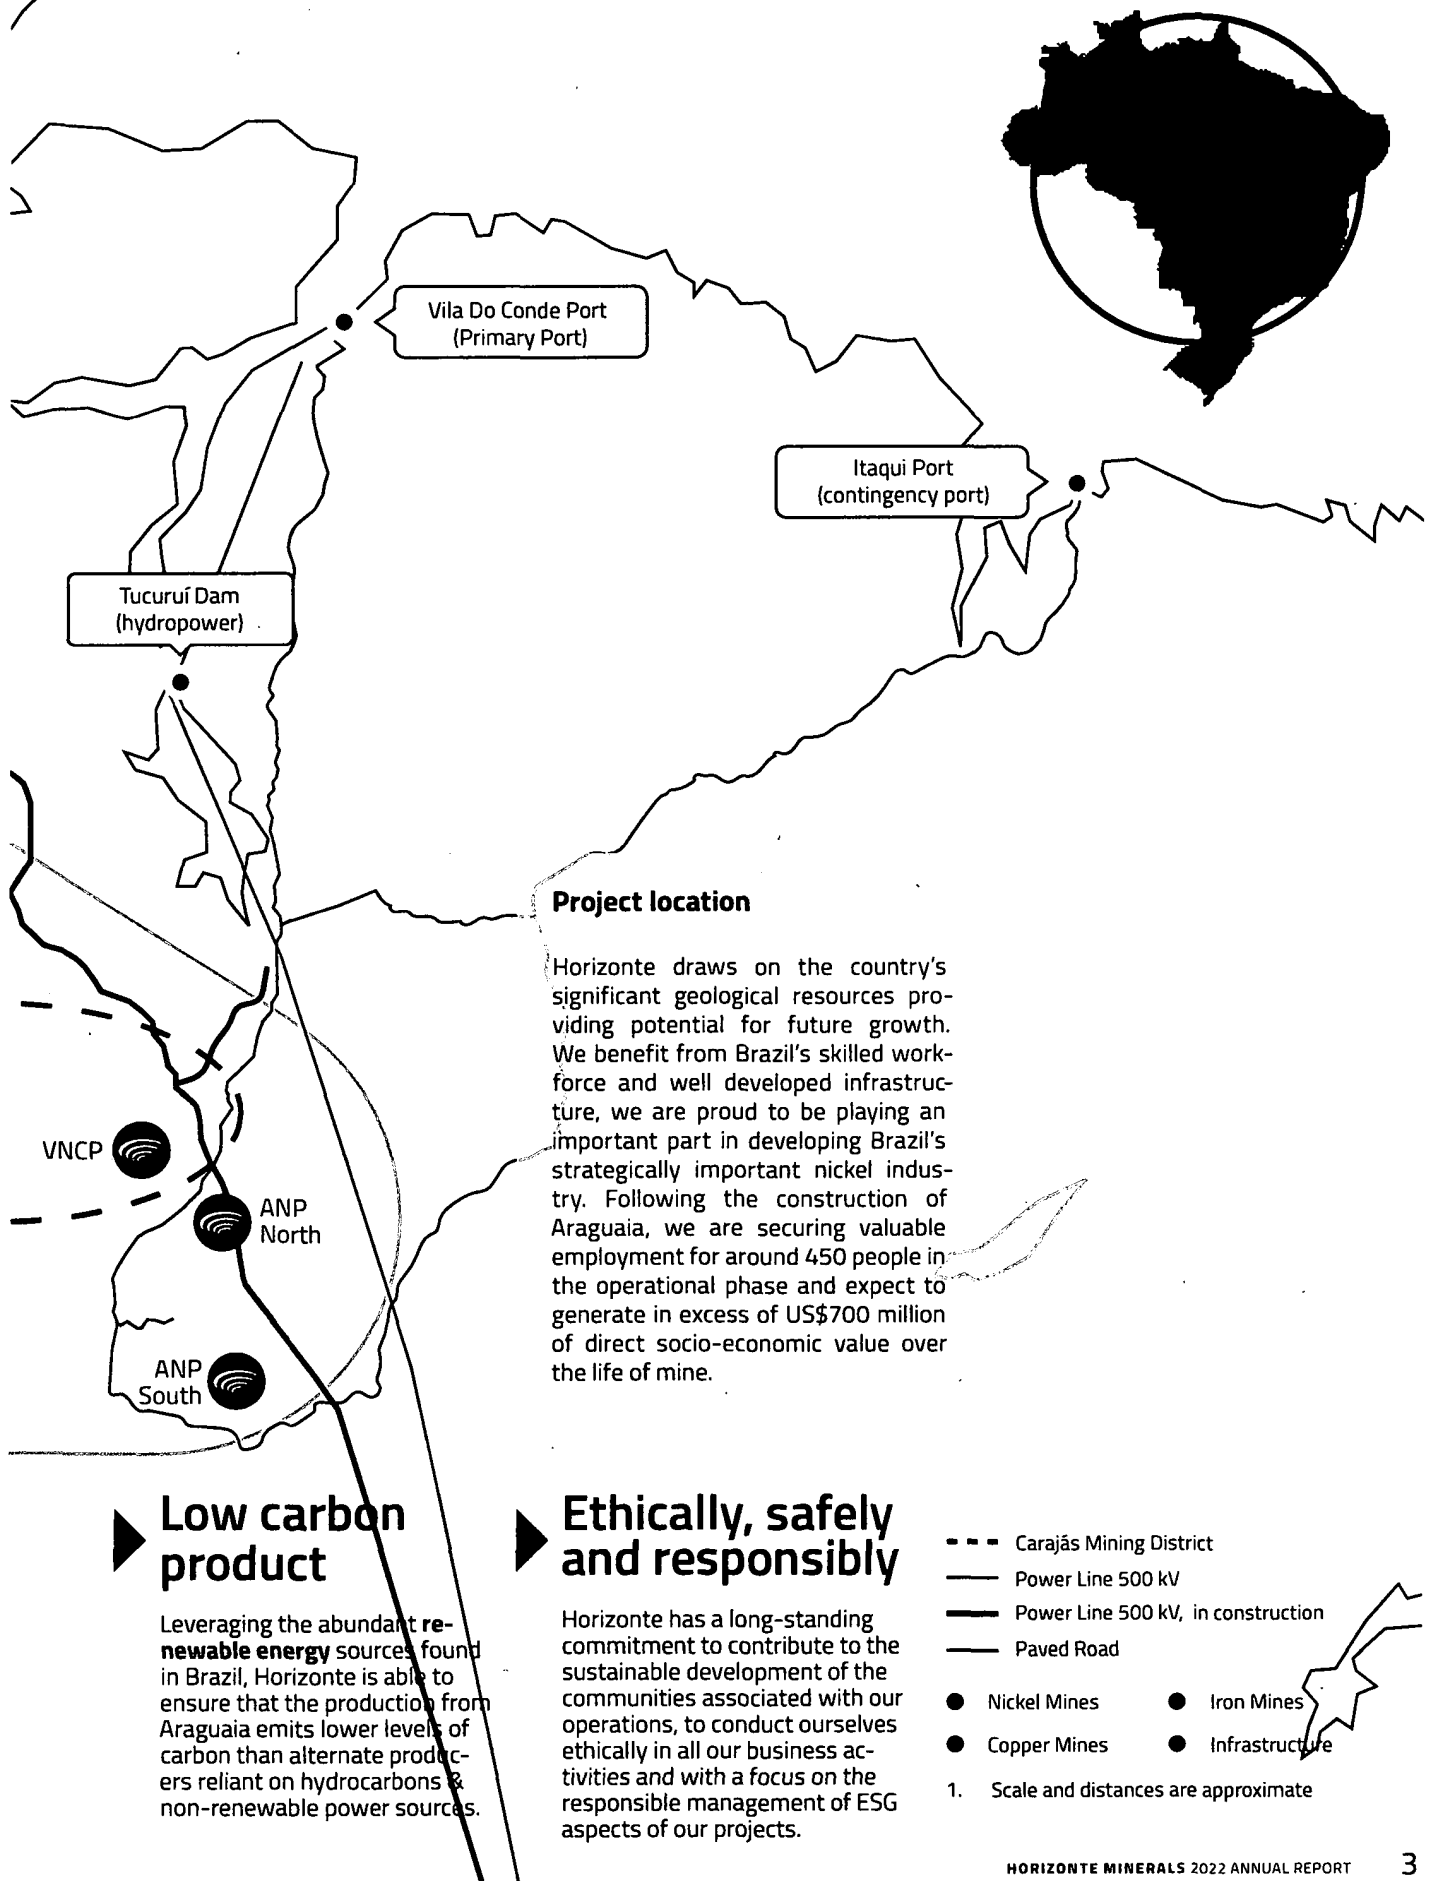 Vila Do Conde Port
(Primary Port)
Itaqui Port
(contingency port)
Tucuruí Dam
(hydropower)
VNCP
ANP
North
ANP
South
Project location
Horizonte draws on the country's
significant geological resources pro-
viding potential for future growth.
We benefit from Brazil's skilled work-
force and well developed infrastruc-
ture, we are proud to be playing an
important part in developing Brazil's
strategically important nickel indus-
try. Following the construction of
Araguaia, we are securing valuable
employment for around 450 people in
the operational phase and expect to
generate in excess of US$700 million
of direct socio-economic value over
the life of mine.
Low carbon
product
Leveraging the abundant re-
newable energy sources found
in Brazil, Horizonte is able to
ensure that the production from
Araguaia emits lower levels of
carbon than alternate produc-
ers reliant on hydrocarbons &
non-renewable power sources.
Ethically, safely
and responsibly
Horizonte has a long-standing
commitment to contribute to the
sustainable development of the
communities associated with our
operations, to conduct ourselves
ethically in all our business ac-
tivities and with a focus on the
responsible management of ESG
aspects of our projects.
Carajás Mining District
Power Line 500 kV
Power Line 500 kV, in construction
Paved Road
Nickel Mines
Iron Mines
Copper Mines
Infrastructure
1. Scale and distances are approximate
HORIZONTE MINERALS 2022 ANNUAL REPORT 3